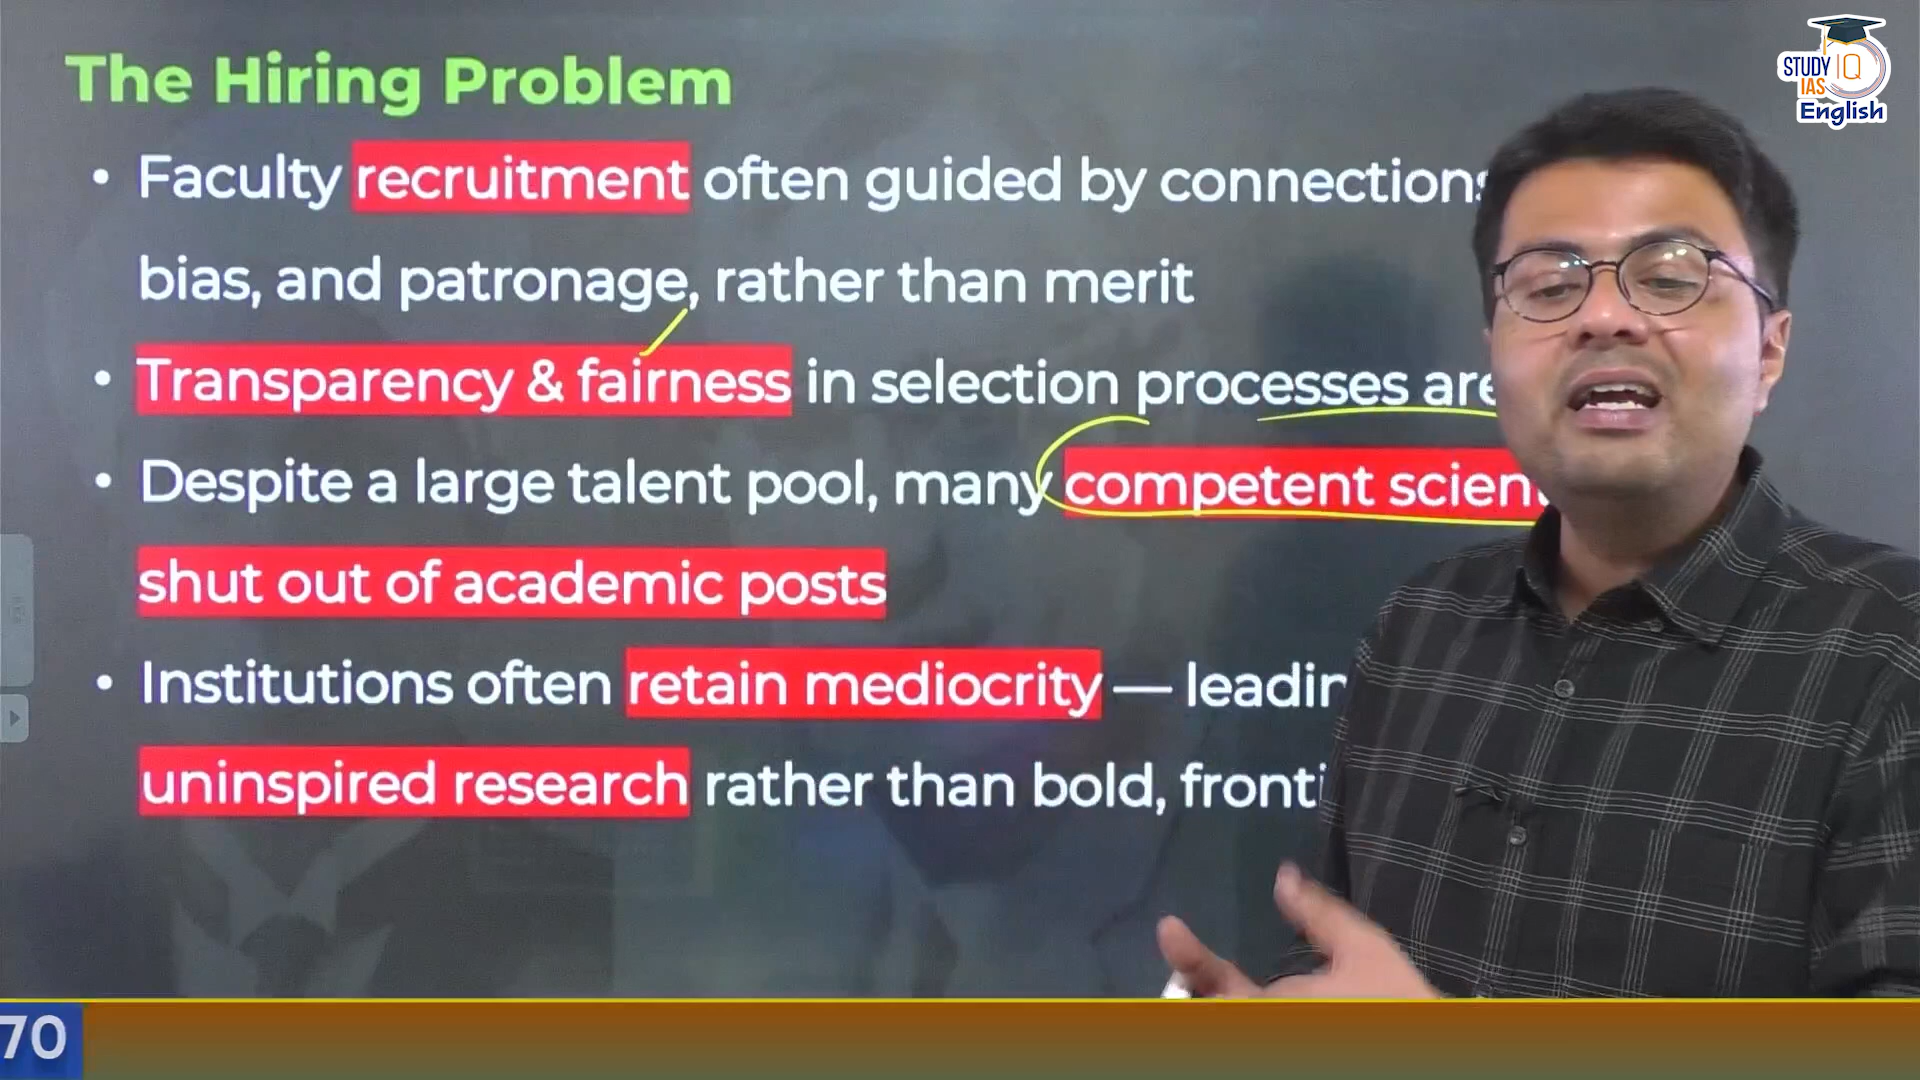 The Hiring Problem
• Faculty recruitment often guided by connections
bias, and patronage, rather than merit
• Transparency & fairness in selection processes are
• Despite a large talent pool, many competent
shut out of academic posts
• Institutions often retain mediocrity —
uninspired research rather than bold,
STUDY IQ
IAS
English
70